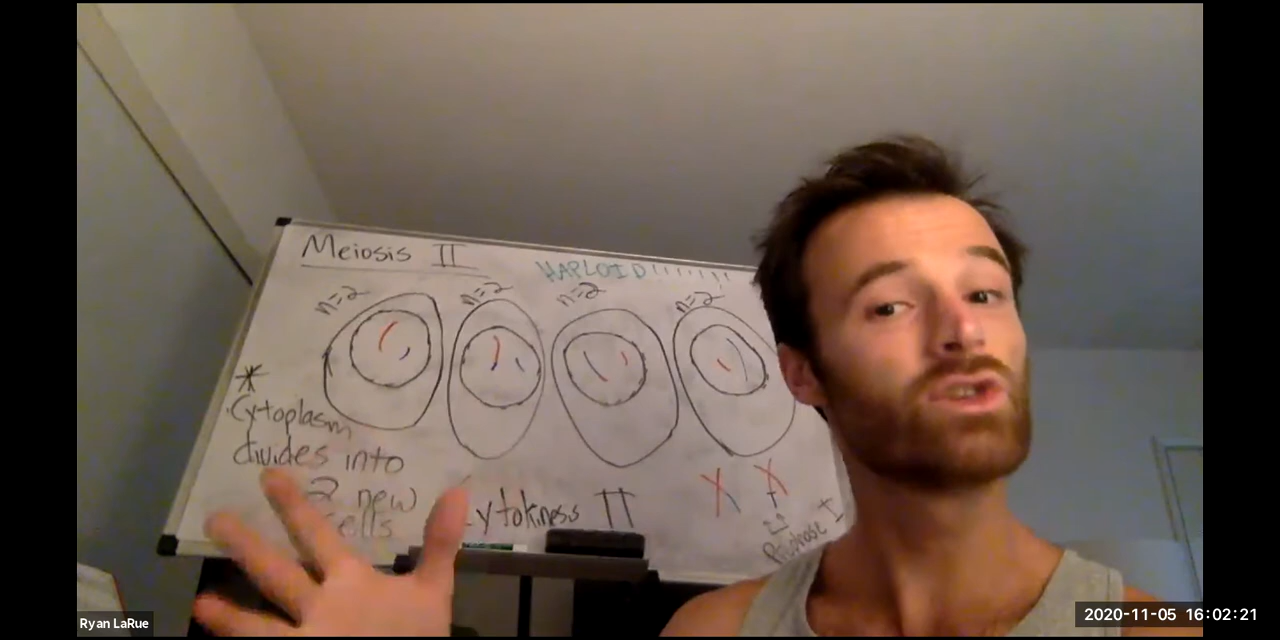 Meiosis II
HAPLOID!!!!!!!
n=2 n=2 n=2 n=2
*
Cytoplasm
divides into
2 new
cells
Cytokiness II
X X
Prophase I
Ryan LaRue
2020-11-05 16:02:21